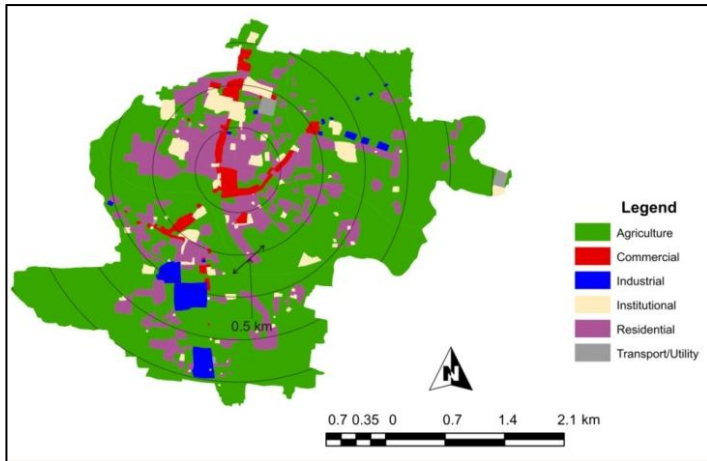 Legend
Agriculture
Commercial
Industrial
Institutional
Residential
Transport/Utility
0.5 km
N
0.7 0.35 0 0.7 1.4 2.1 km